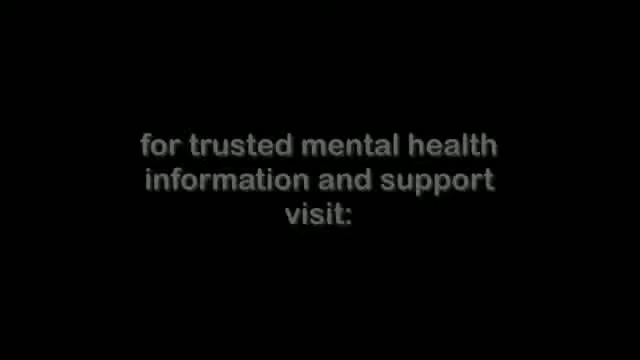 for trusted mental health
information and support
visit: